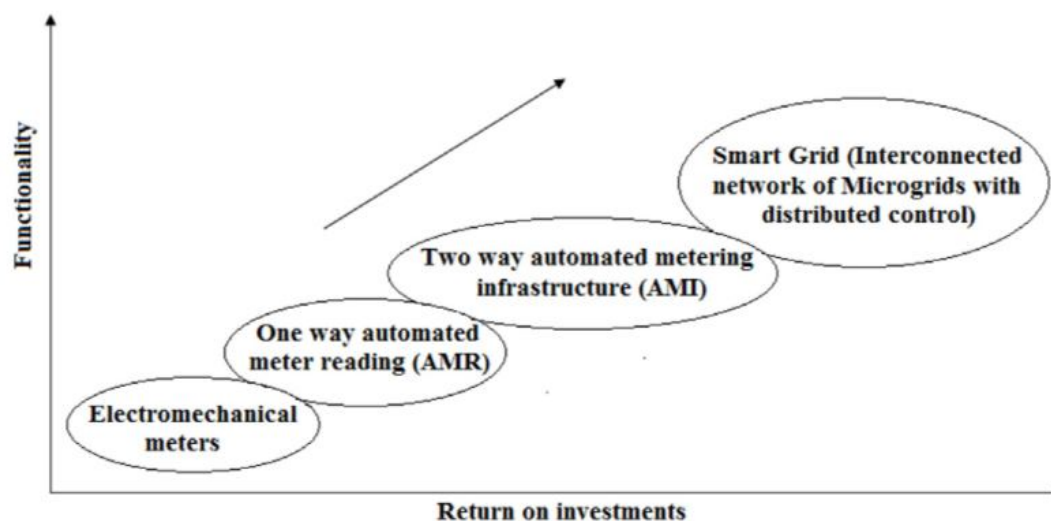 Functionality
Smart Grid (Interconnected
network of Microgrids with
distributed control)
Two way automated metering
infrastructure (AMI)
One way automated
meter reading (AMR)
Electromechanical
meters
Return on investments